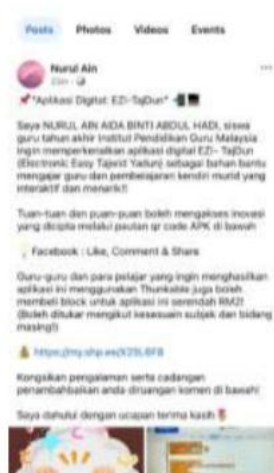 Posts Photos Videos Events
Nurul Ain
"Aplikasi Digital: EZI-TajDun"
Saya NURUL AIN AIDA BINTI ABDUL HADI, siswa
guru tahun akhir Institut Pendidikan Guru Malaysia
ingin memperkenalkan aplikasi digital EZI- TajDun
(Electronic Easy Tajwid Yadun) sebagai bahan bantu
mengajar guru dan pembelajaran kendiri murid yang
interaktif dan menarik!!
Tuan-tuan dan puan-puan boleh mengakses inovasi
yang dicipta melalui pautan qr code APK di bawah
Facebook : Like, Comment & Share
Guru-guru dan para pelajar yang ingin menghasilkan
aplikasi ini menggunakan Thunkable juga boleh
membeli block untuk aplikasi ini serendah RM2!
(Boleh ditukar mengikut kesesuain subjek dan bidang
masing!)
Kongsikan pengalaman serta cadangan
penambahbaikan anda diruangan komen di bawah!
Saya dahului dengan ucapan terima kasih